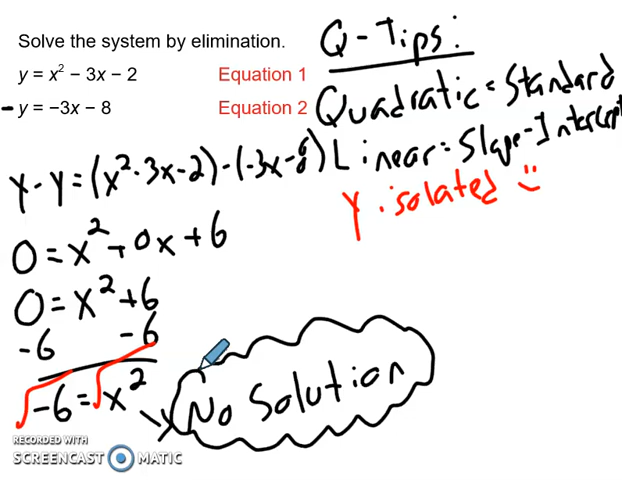 Solve the system by elimination.
Q-Tips:
y = x² − 3x − 2 Equation 1
Quadratic = Standard
- y = −3x − 8 Equation 2
Linear = Slope-Intercept
y-y=(x²-3x-2)-(-3x-8)
y isolated :)
0=x²+0x+6
0=x²+6
-6 -6
√-6=√x²
No Solution
RECORDED WITH
SCREENCAST MATIC